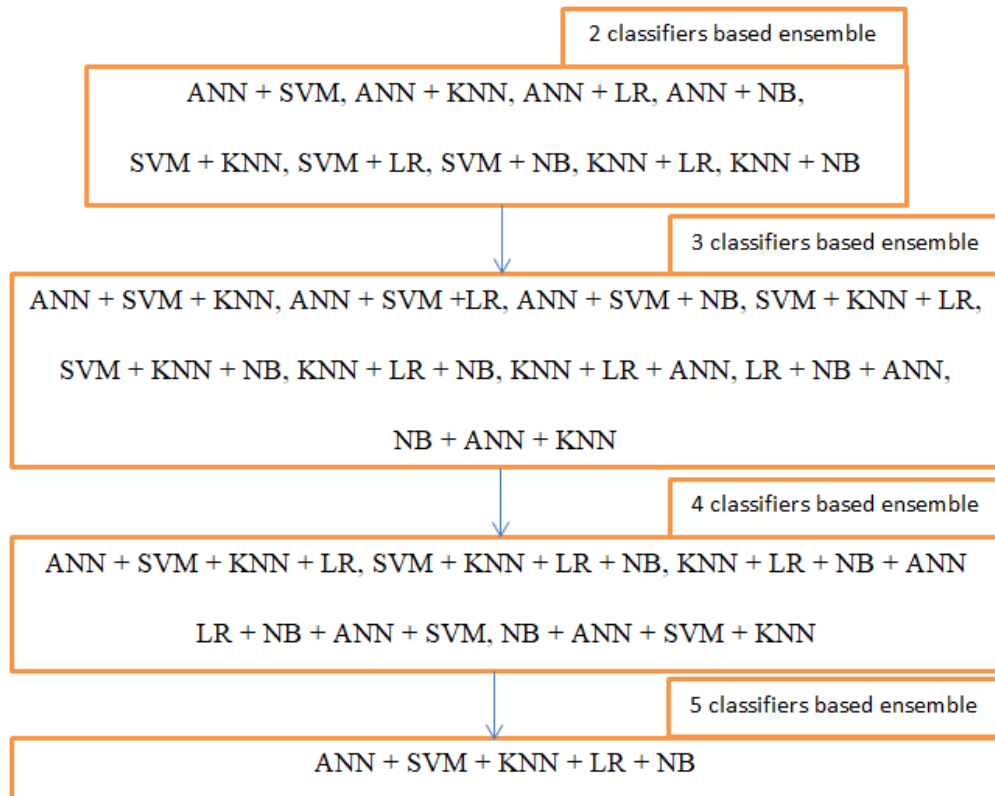 2 classifiers based ensemble
ANN + SVM, ANN + KNN, ANN + LR, ANN + NB,
SVM + KNN, SVM + LR, SVM + NB, KNN + LR, KNN + NB
3 classifiers based ensemble
ANN + SVM + KNN, ANN + SVM +LR, ANN + SVM + NB, SVM + KNN + LR,
SVM + KNN + NB, KNN + LR + NB, KNN + LR + ANN, LR + NB + ANN,
NB + ANN + KNN
4 classifiers based ensemble
ANN + SVM + KNN + LR, SVM + KNN + LR + NB, KNN + LR + NB + ANN
LR + NB + ANN + SVM, NB + ANN + SVM + KNN
5 classifiers based ensemble
ANN + SVM + KNN + LR + NB